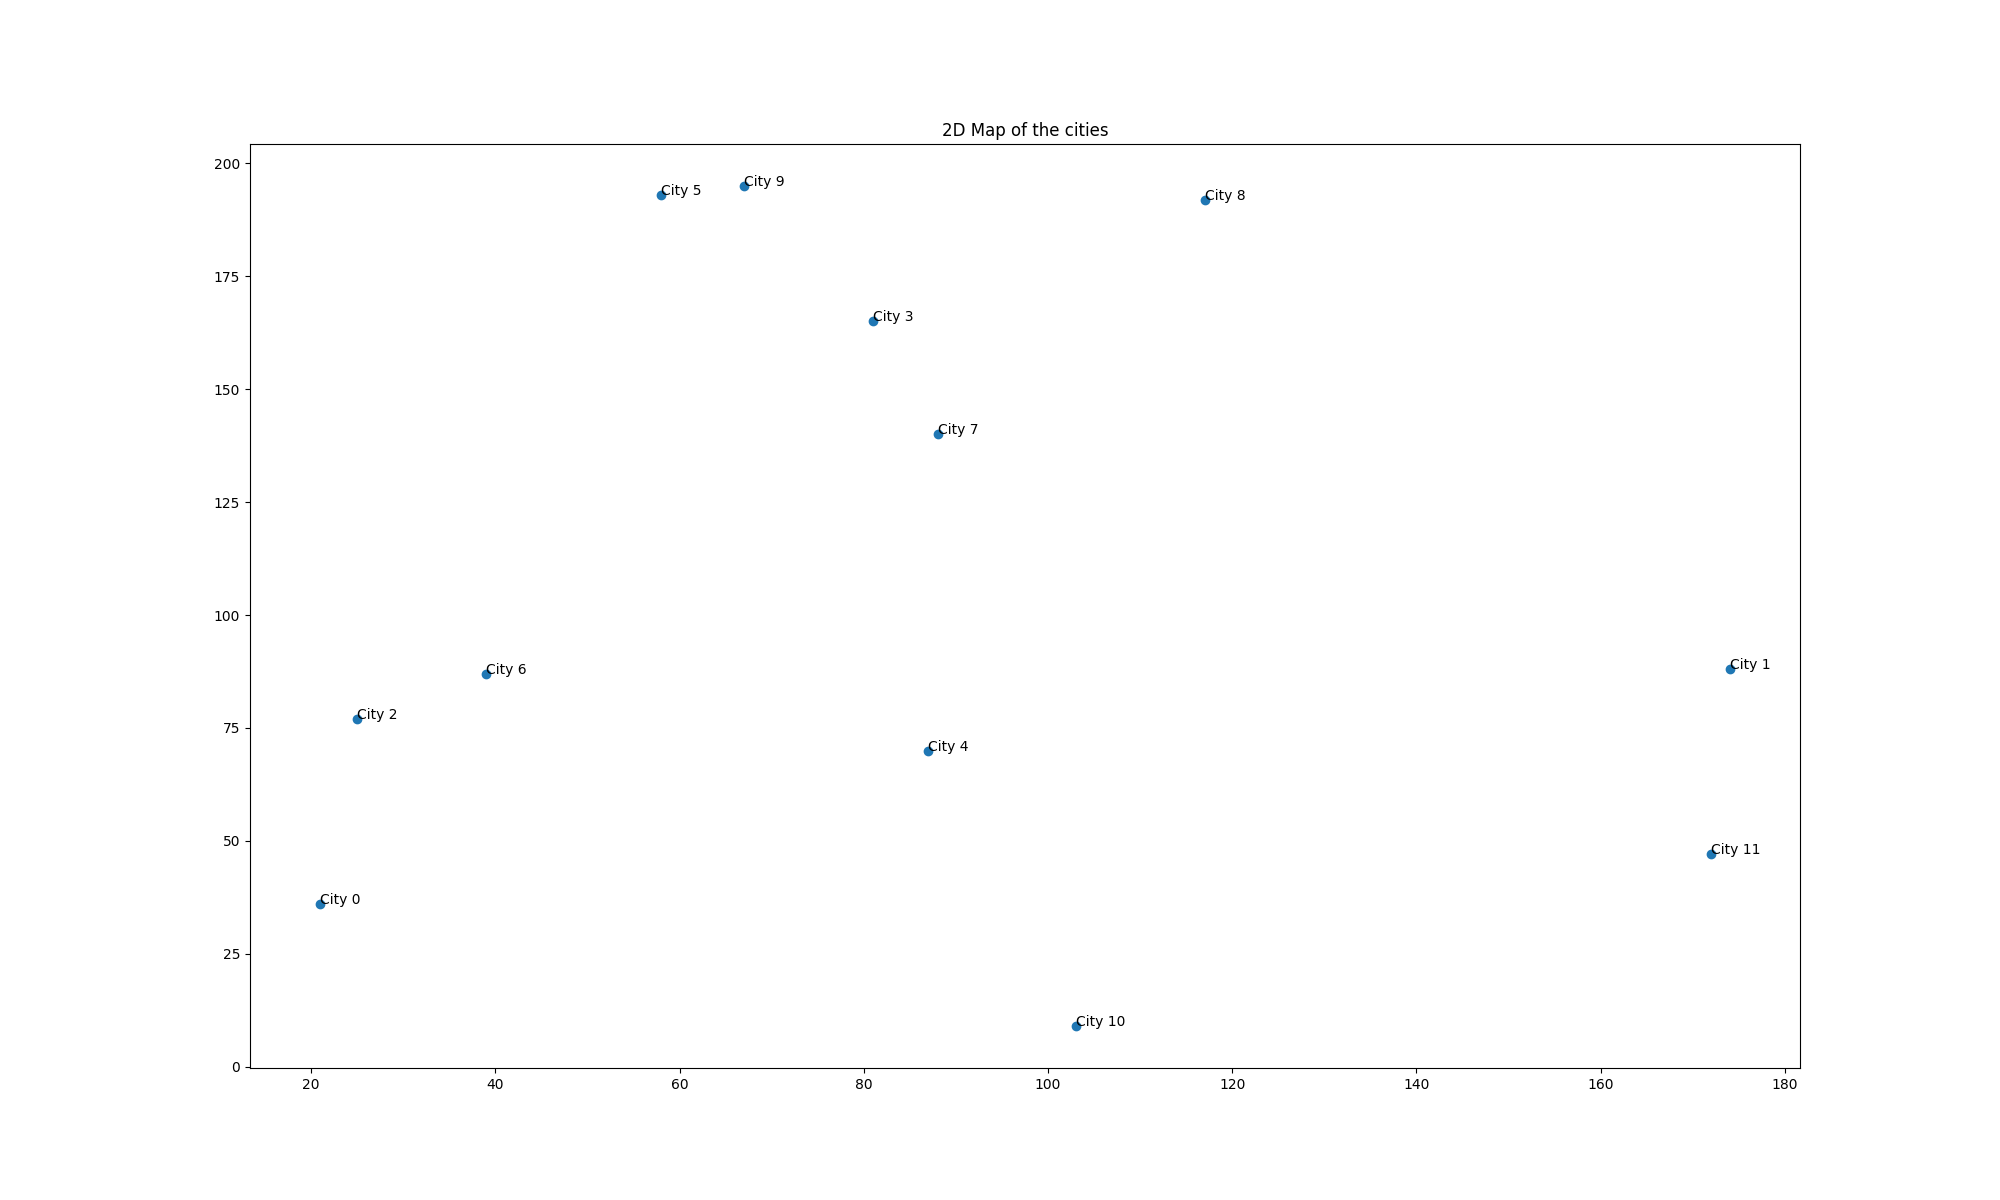 2D Map of the cities
200
175
150
125
100
75
50
25
0
City 5
City 9
City 8
City 3
City 7
City 6
City 1
City 2
City 4
City 11
City 0
City 10
20 40 60 80 100 120 140 160 180